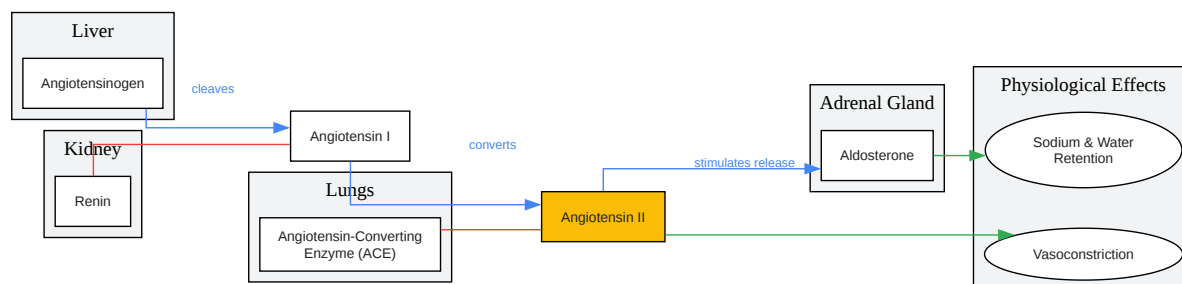 Liver
Angiotensinogen
cleaves
Kidney
Renin
Angiotensin I
converts
Lungs
Angiotensin-Converting
Enzyme (ACE)
Angiotensin II
stimulates release
Adrenal Gland
Aldosterone
Physiological Effects
Sodium & Water
Retention
Vasoconstriction